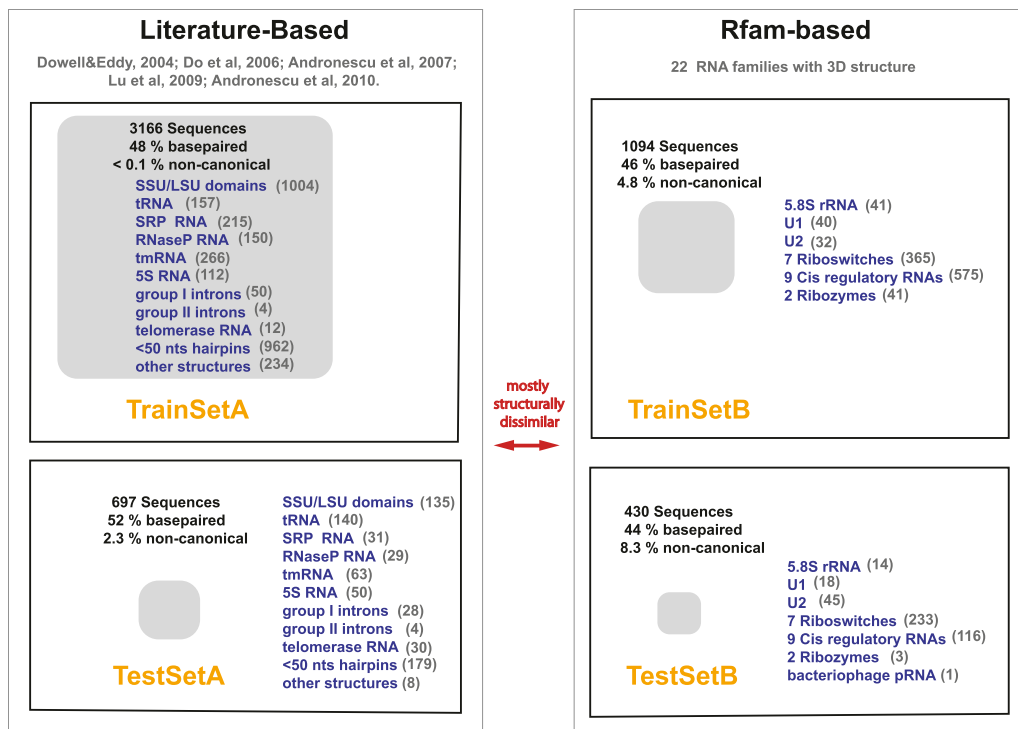 Literature-Based
Dowell&Eddy, 2004; Do et al, 2006; Andronescu et al, 2007;
Lu et al, 2009; Andronescu et al, 2010.
3166 Sequences
48 % basepaired
< 0.1 % non-canonical
SSU/LSU domains (1004)
tRNA (157)
SRP RNA (215)
RNaseP RNA (150)
tmRNA (266)
5S RNA (112)
group I introns (50)
group II introns (4)
telomerase RNA (12)
<50 nts hairpins (962)
other structures (234)
TrainSetA
697 Sequences
52 % basepaired
2.3 % non-canonical
SSU/LSU domains (135)
tRNA (140)
SRP RNA (31)
RNaseP RNA (29)
tmRNA (63)
5S RNA (50)
group I introns (28)
group II introns (4)
telomerase RNA (30)
<50 nts hairpins (179)
other structures (8)
TestSetA
mostly
structurally
dissimilar
Rfam-based
22 RNA families with 3D structure
1094 Sequences
46 % basepaired
4.8 % non-canonical
5.8S rRNA (41)
U1 (40)
U2 (32)
7 Riboswitches (365)
9 Cis regulatory RNAs (575)
2 Ribozymes (41)
TrainSetB
430 Sequences
44 % basepaired
8.3 % non-canonical
5.8S rRNA (14)
U1 (18)
U2 (45)
7 Riboswitches (233)
9 Cis regulatory RNAs (116)
2 Ribozymes (3)
bacteriophage pRNA (1)
TestSetB